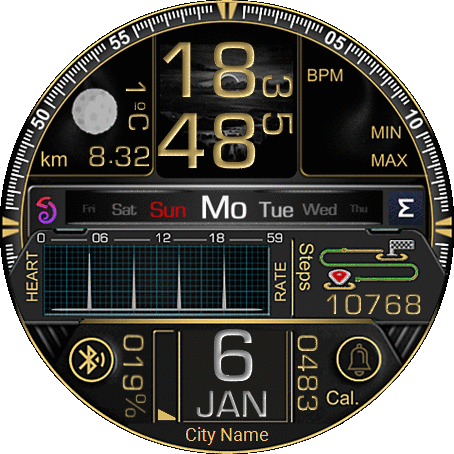 55
05
50
10
18
48
35
BPM
MIN
MAX
1°C
km
8.32
Fri Sat Sun Mo Tue Wed Thu
Σ
0 06 12 18 59
HEART
RATE
Steps
10768
019%
6
JAN
0483
Cal.
City Name